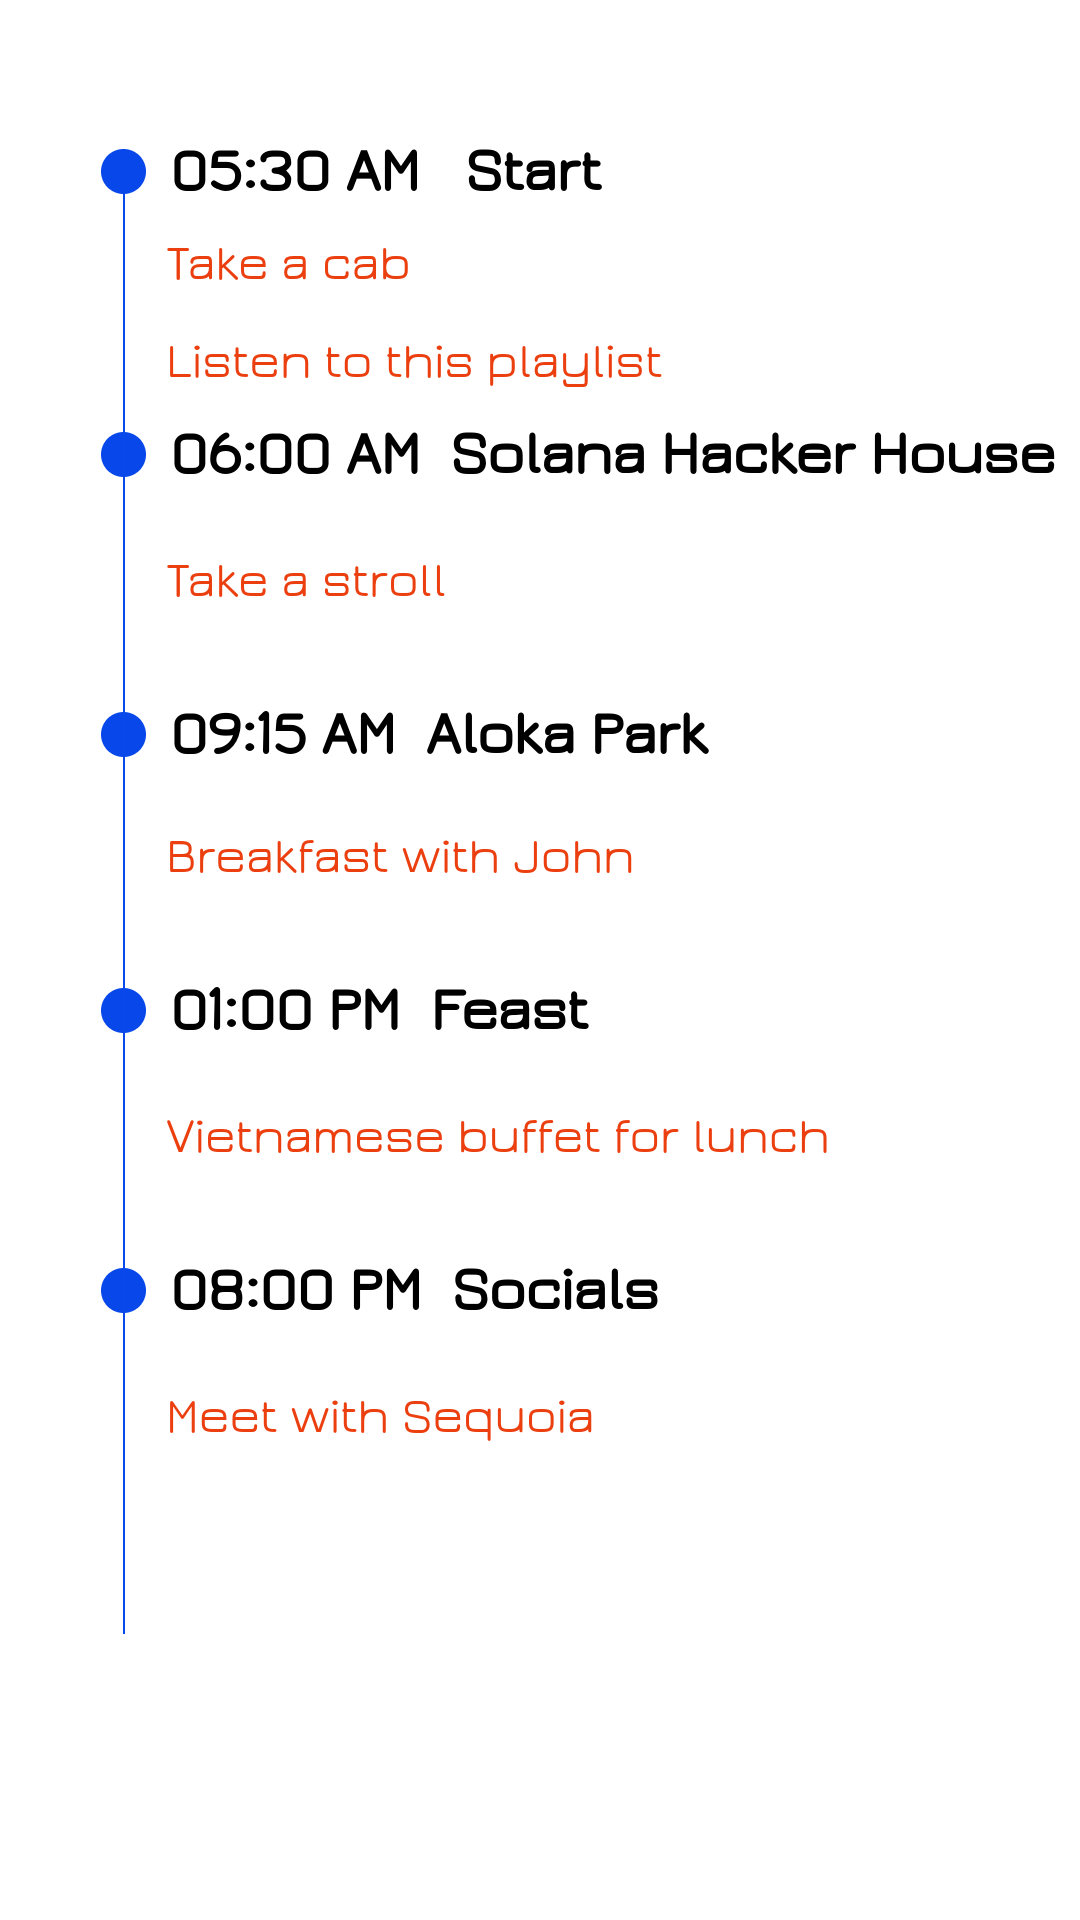 05:30 AM Start
Take a cab
Listen to this playlist
06:00 AM Solana Hacker House
Take a stroll
09:15 AM Aloka Park
Breakfast with John
01:00 PM Feast
Vietnamese buffet for lunch
08:00 PM Socials
Meet with Sequoia